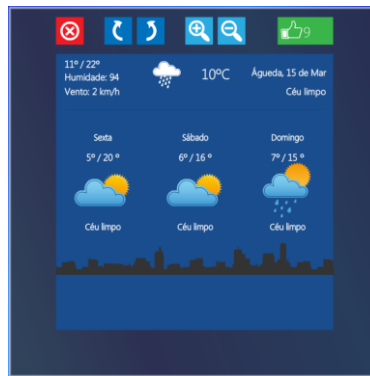 9
11º / 22º
Humidade: 94
Vento: 2 km/h
10ºC
Águeda, 15 de Mar
Céu limpo
Sexta
Sábado
Domingo
5º / 20 º
6º / 16 º
7º / 15 º
Céu limpo
Céu limpo
Céu limpo